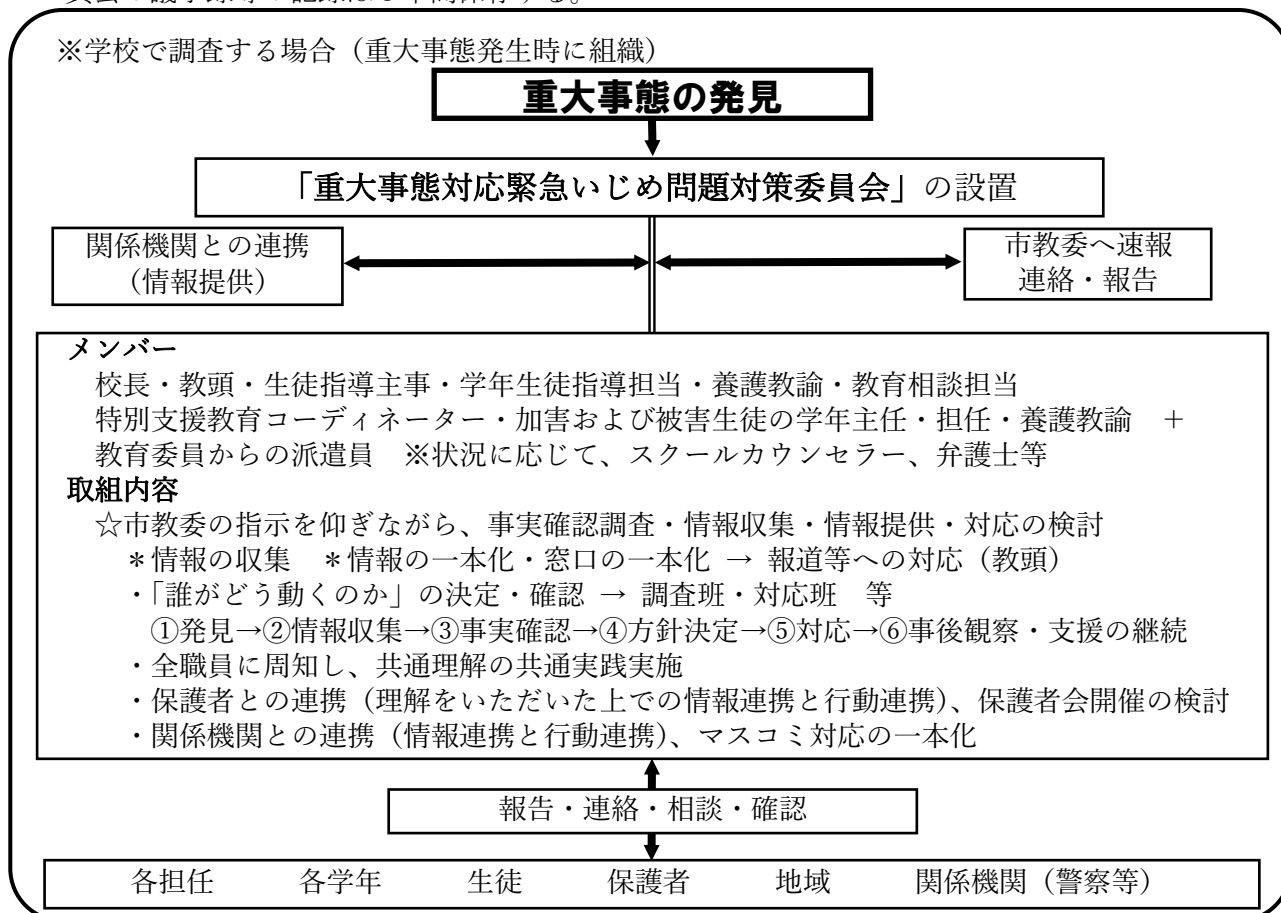 ※学校で調査する場合（重大事態発生時に組織）
重大事態の発見
「重大事態対応緊急いじめ問題対策委員会」の設置
関係機関との連携
（情報提供）
市教委へ速報
連絡・報告
メンバー
校長・教頭・生徒指導主事・学年生徒指導担当・養護教諭・教育相談担当
特別支援教育コーディネーター・加害および被害生徒の学年主任・担任・養護教諭　＋
教育委員からの派遣員　※状況に応じて、スクールカウンセラー、弁護士等
取組内容
☆市教委の指示を仰ぎながら、事実確認調査・情報収集・情報提供・対応の検討
＊情報の収集　＊情報の一本化・窓口の一本化 → 報道等への対応（教頭）
・「誰がどう動くのか」の決定・確認 → 調査班・対応班　等
①発見→②情報収集→③事実確認→④方針決定→⑤対応→⑥事後観察・支援の継続
・全職員に周知し、共通理解の共通実践実施
・保護者との連携（理解をいただいた上での情報連携と行動連携）、保護者会開催の検討
・関係機関との連携（情報連携と行動連携）、マスコミ対応の一本化
報告・連絡・相談・確認
各担任　各学年　生徒　保護者　地域　関係機関（警察等）